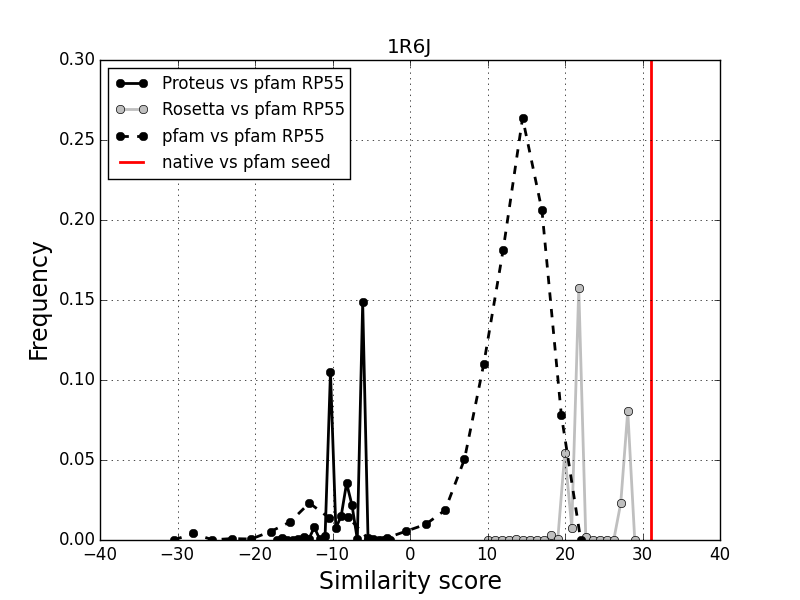 1R6J
0.30
0.25
0.20
0.15
0.10
0.05
0.00
Frequency
Proteus vs pfam RP55
Rosetta vs pfam RP55
pfam vs pfam RP55
native vs pfam seed
−40 −30 −20 −10 0 10 20 30 40
Similarity score